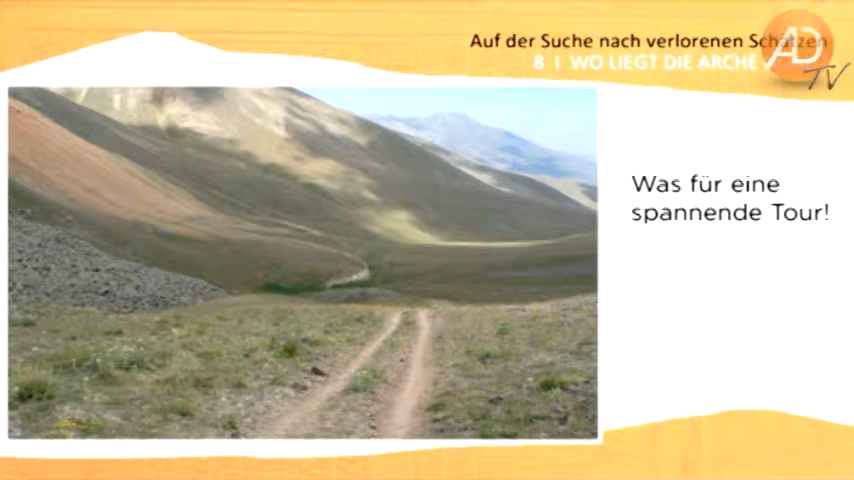 Auf der Suche nach verlorenen Schätzen
8 | WO LIEGT DIE ARCHE
AD
TV
Was für eine
spannende Tour!